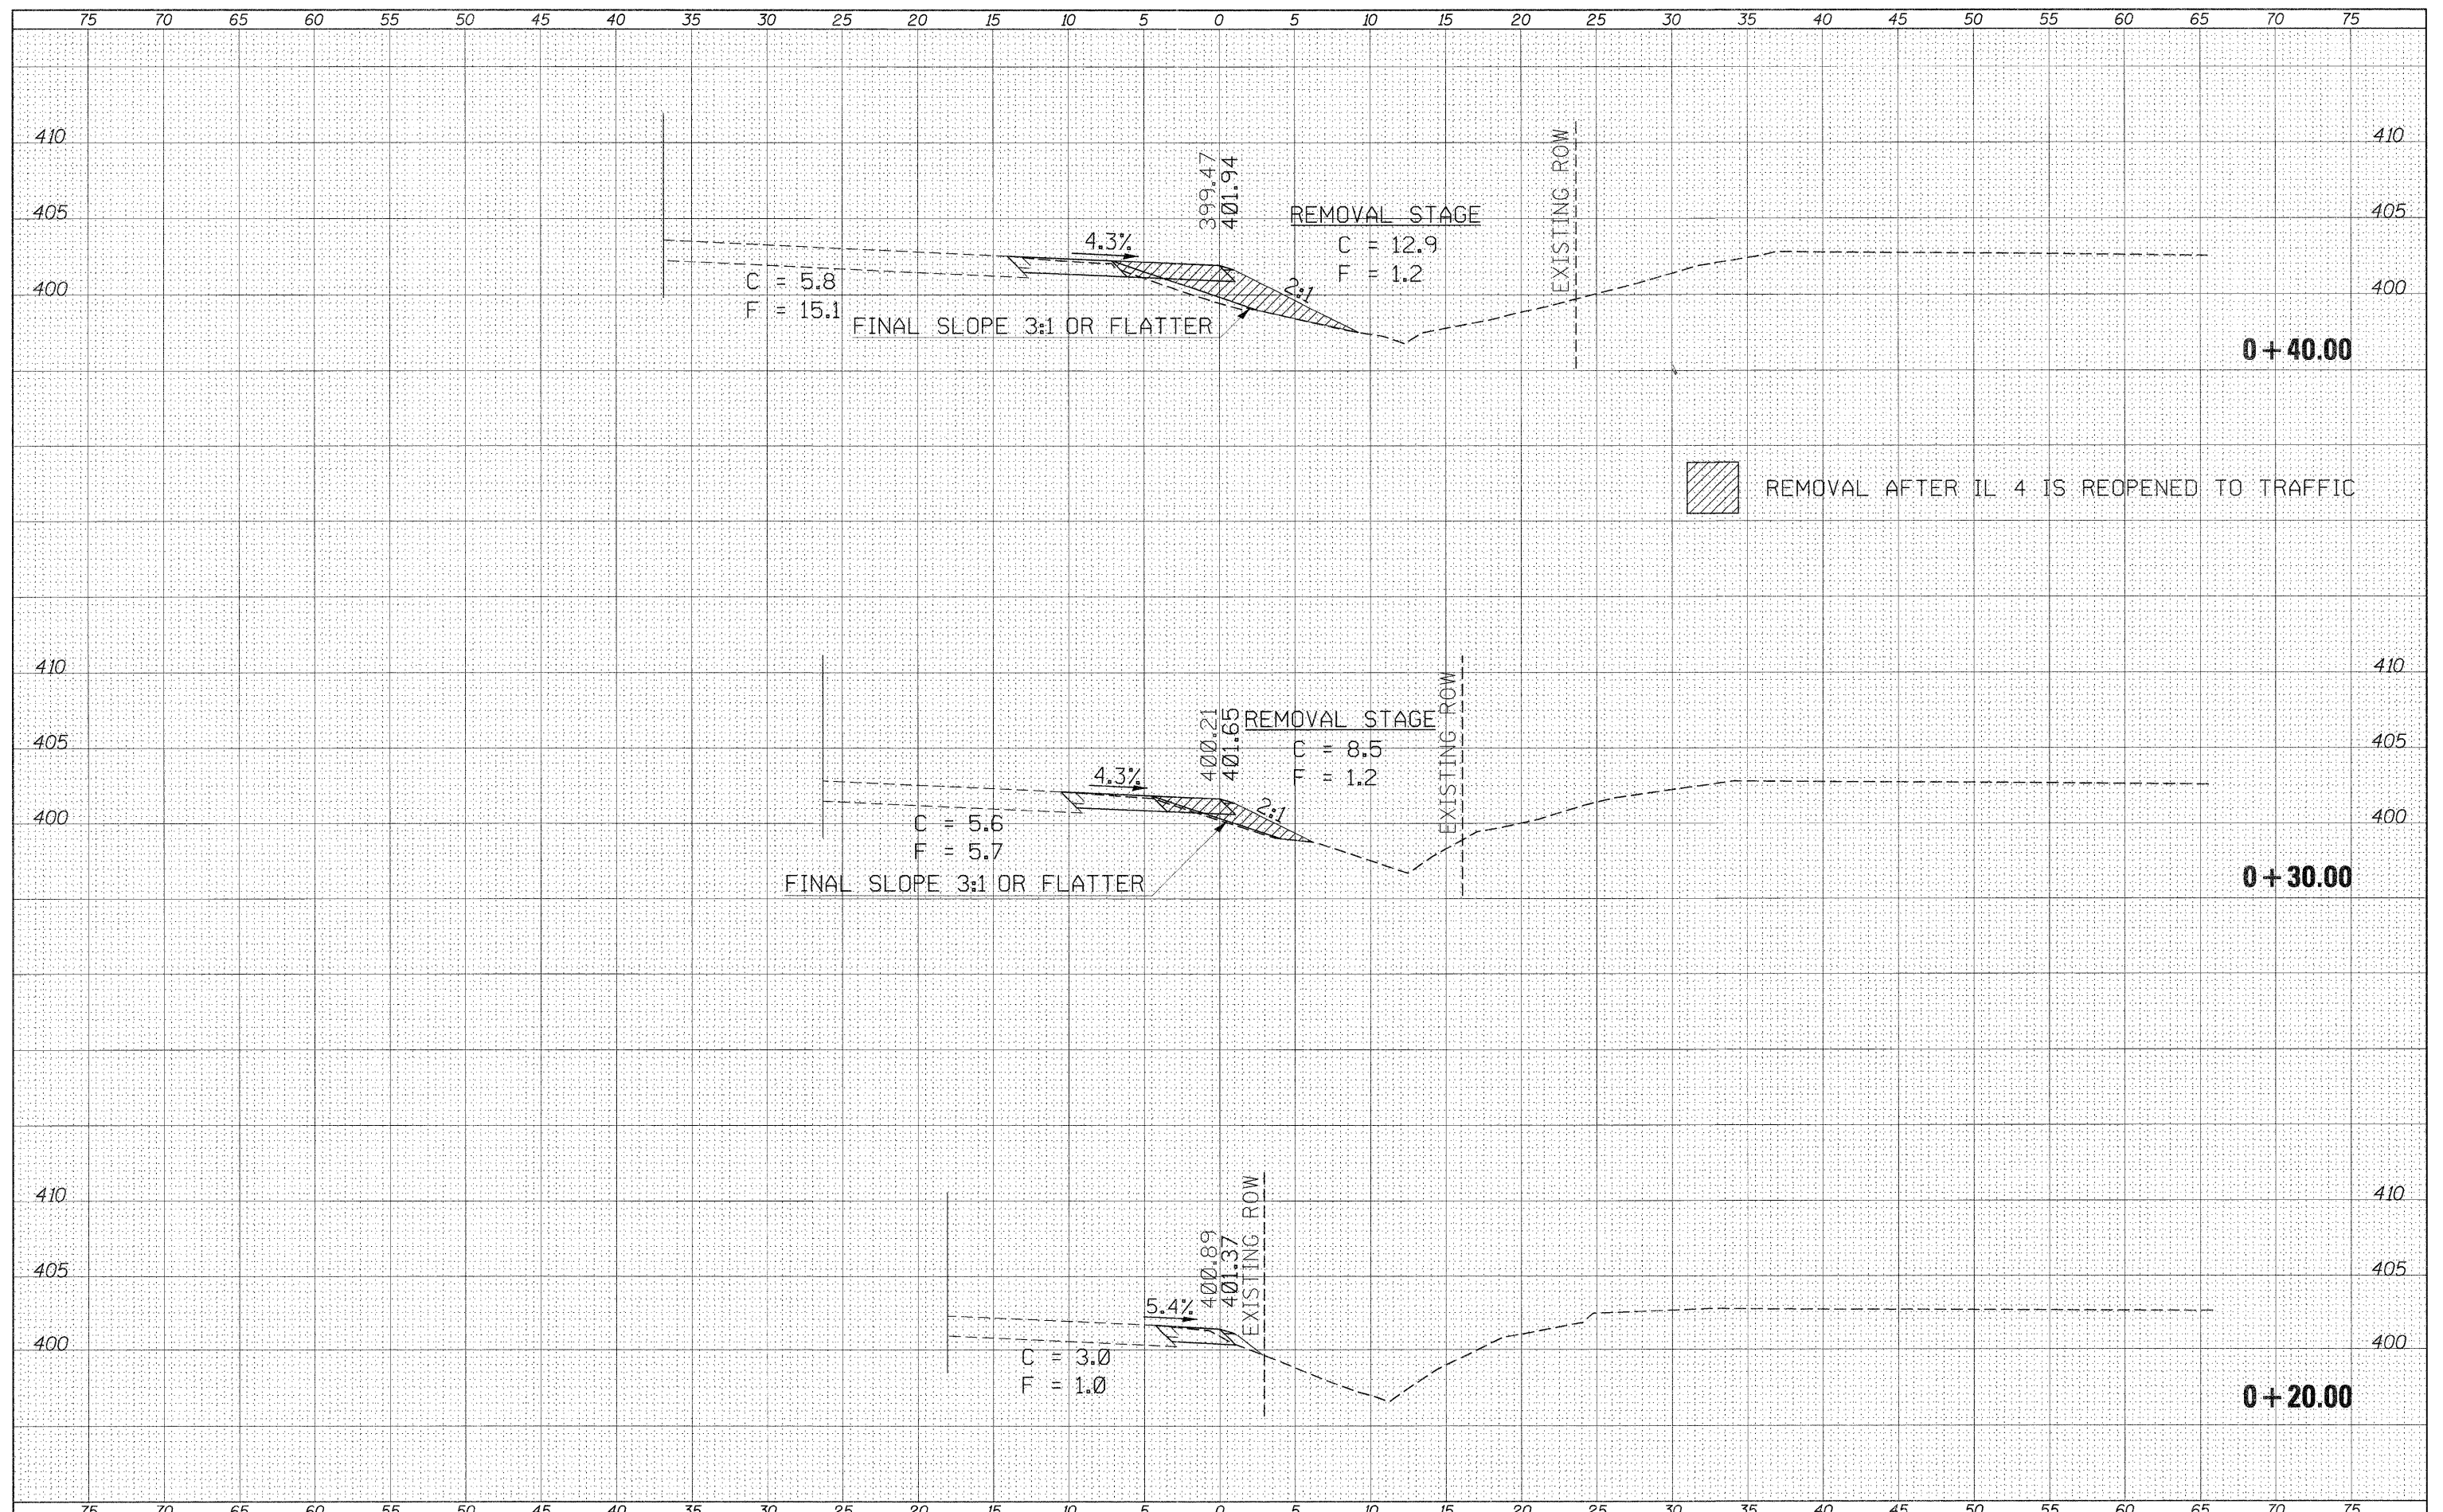 75 70 65 60 55 50 45 40 35 30 25 20 15 10 5 0 5 10 15 20 25 30 35 40 45 50 55 60 65 70 75
410 410
405 405
400 400
399.47
401.94
EXISTING ROW
REMOVAL STAGE
C = 12.9
F = 1.2
4.3%
2:1
C = 5.8
F = 15.1
FINAL SLOPE 3:1 OR FLATTER
0+40.00
REMOVAL AFTER IL 4 IS REOPENED TO TRAFFIC
410 410
405 405
400 400
400.21
401.65
EXISTING ROW
REMOVAL STAGE
C = 8.5
F = 1.2
4.3%
2:1
C = 5.6
F = 5.7
FINAL SLOPE 3:1 OR FLATTER
0+30.00
410 410
405 405
400 400
400.89
401.37
EXISTING ROW
5.4%
C = 3.0
F = 1.0
0+20.00
75 70 65 60 55 50 45 40 35 30 25 20 15 10 5 0 5 10 15 20 25 30 35 40 45 50 55 60 65 70 75